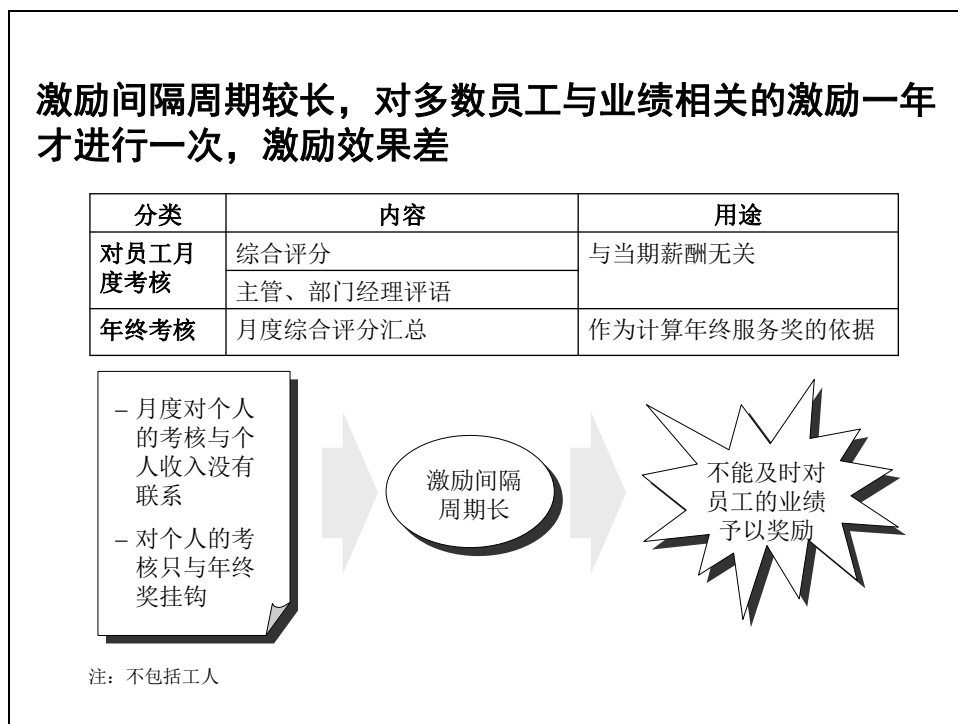 激励间隔周期较长，对多数员工与业绩相关的激励一年
才进行一次，激励效果差
分类 内容 用途
对员工月
度考核
综合评分
与当期薪酬无关
主管、部门经理评语
年终考核 月度综合评分汇总 作为计算年终服务奖的依据
– 月度对个人
的考核与个
人收入没有
联系
– 对个人的考
核只与年终
奖挂钩
激励间隔
周期长
不能及时对
员工的业绩
予以奖励
注：不包括工人